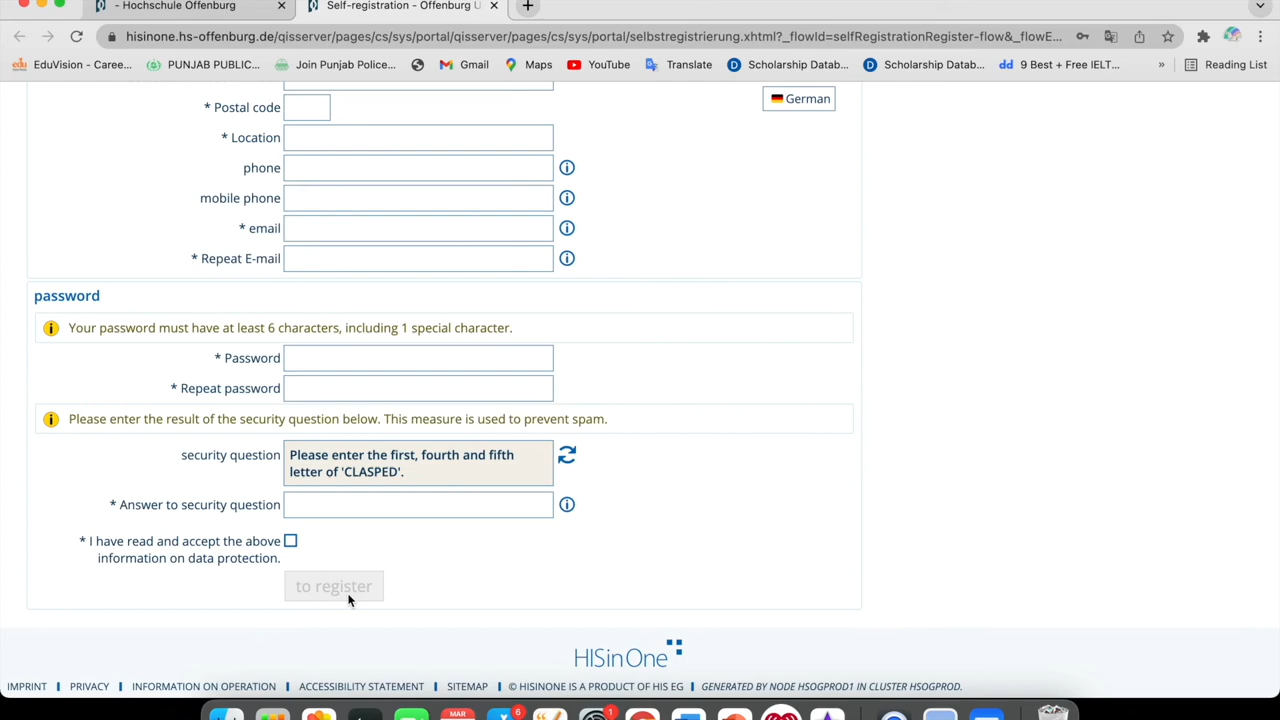 - Hochschule Offenburg
Self-registration - Offenburg U
hisinone.hs-offenburg.de/qisserver/pages/cs/sys/portal/qisserver/pages/cs/sys/portal/selbstregistrierung.xhtml?_flowId=selfRegistrationRegister-flow&_flowE...
EduVision - Caree... PUNJAB PUBLIC... Join Punjab Police... Gmail Maps YouTube Translate Scholarship Datab... Scholarship Datab... 9 Best + Free IELT... » Reading List
* Postal code
German
* Location
phone
mobile phone
* email
* Repeat E-mail
password
Your password must have at least 6 characters, including 1 special character.
* Password
* Repeat password
Please enter the result of the security question below. This measure is used to prevent spam.
security question
Please enter the first, fourth and fifth
letter of 'CLASPED'.
* Answer to security question
* I have read and accept the above
information on data protection.
to register
HISinOne
IMPRINT | PRIVACY | INFORMATION ON OPERATION | ACCESSIBILITY STATEMENT | SITEMAP | © HISINONE IS A PRODUCT OF HIS EG | GENERATED BY NODE HSOGPROD1 IN CLUSTER HSOGPROD.
MAR 6 1